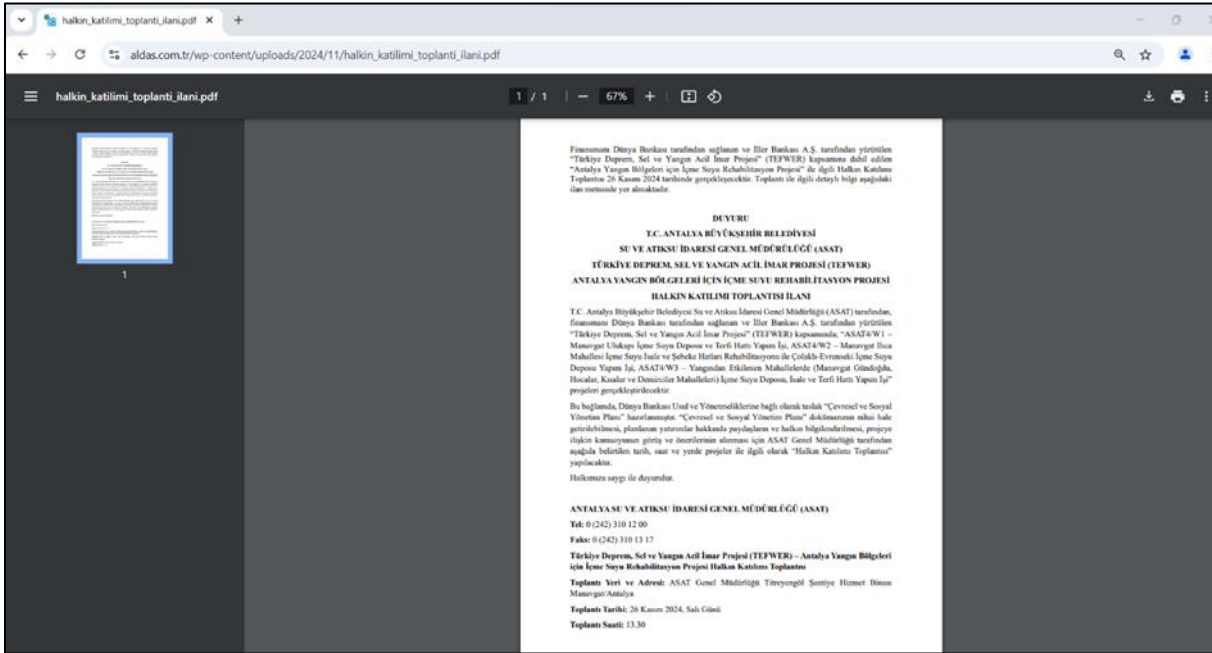 halkin_katilimi_toplanti_ilani.pdf
aldas.com.tr/wp-content/uploads/2024/11/halkin_katilimi_toplanti_ilani.pdf
halkin_katilimi_toplanti_ilani.pdf
1 / 1
67%
1
Finansmanı Dünya Bankası tarafından sağlanan ve İller Bankası A.Ş. tarafından yürütülen
"Türkiye Deprem, Sel ve Yangın Acil İmar Projesi" (TEFWER) kapsamına dahil edilen
"Antalya Yangın Bölgeleri için İçme Suyu Rehabilitasyon Projesi" ile ilgili Halkın Katılımı
Toplantısı 26 Kasım 2024 tarihinde gerçekleşecektir. Toplantı ile ilgili detaylı bilgi aşağıdaki
ilan metninde yer almaktadır.
DUYURU
T.C. ANTALYA BÜYÜKŞEHİR BELEDİYESİ
SU VE ATIKSU İDARESİ GENEL MÜDÜRÜLÜĞÜ (ASAT)
TÜRKİYE DEPREM, SEL VE YANGIN ACİL İMAR PROJESİ (TEFWER)
ANTALYA YANGIN BÖLGELERİ İÇİN İÇME SUYU REHABİLİTASYON PROJESİ
HALKIN KATILIMI TOPLANTISI İLANI
T.C. Antalya Büyükşehir Belediyesi Su ve Atıksu İdaresi Genel Müdürlüğü (ASAT) tarafından,
finansmanı Dünya Bankası tarafından sağlanan ve İller Bankası A.Ş. tarafından yürütülen
"Türkiye Deprem, Sel ve Yangın Acil İmar Projesi" (TEFWER) kapsamında; "ASAT4/W1 –
Manavgat Ulukapı İçme Suyu Deposu ve Terfi Hattı Yapım İşi, ASAT4/W2 – Manavgat Ilıca
Mahallesi İçme Suyu İsale ve Şebeke Hatları Rehabilitasyonu ile Çolaklı-Evrenseki İçme Suyu
Deposu Yapım İşi, ASAT4/W3 – Yangından Etkilenen Mahallelerde (Manavgat Gündoğdu,
Hocalar, Kısalar ve Demirciler Mahalleleri) İçme Suyu Deposu, İsale ve Terfi Hattı Yapım İşi"
projeleri gerçekleştirilecektir.
Bu bağlamda, Dünya Bankası Usul ve Yönetmeliklerine bağlı olarak taslak "Çevresel ve Sosyal
Yönetim Planı" hazırlanmıştır. "Çevresel ve Sosyal Yönetim Planı" dokümanının nihai hale
getirilebilmesi, planlanan yatırımlar hakkında paydaşların ve halkın bilgilendirilmesi, projeye
ilişkin kamuoyunun görüş ve önerilerinin alınması için ASAT Genel Müdürlüğü tarafından
aşağıda belirtilen tarih, saat ve yerde projeler ile ilgili olarak "Halkın Katılımı Toplantısı"
yapılacaktır.
Halkımıza saygı ile duyurulur.
ANTALYA SU VE ATIKSU İDARESİ GENEL MÜDÜRLÜĞÜ (ASAT)
Tel: 0 (242) 310 12 00
Faks: 0 (242) 310 13 17
Türkiye Deprem, Sel ve Yangın Acil İmar Projesi (TEFWER) – Antalya Yangın Bölgeleri
için İçme Suyu Rehabilitasyon Projesi Halkın Katılımı Toplantısı
Toplantı Yeri ve Adresi: ASAT Genel Müdürlüğü Titreyengöl Şantiye Hizmet Binası
Manavgat/Antalya
Toplantı Tarihi: 26 Kasım 2024, Salı Günü
Toplantı Saati: 13.30